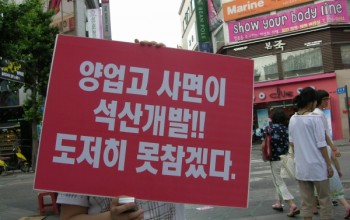 Marine
Show your body line
양업고 사면이
석산개발!!
도저히 못참겠다.